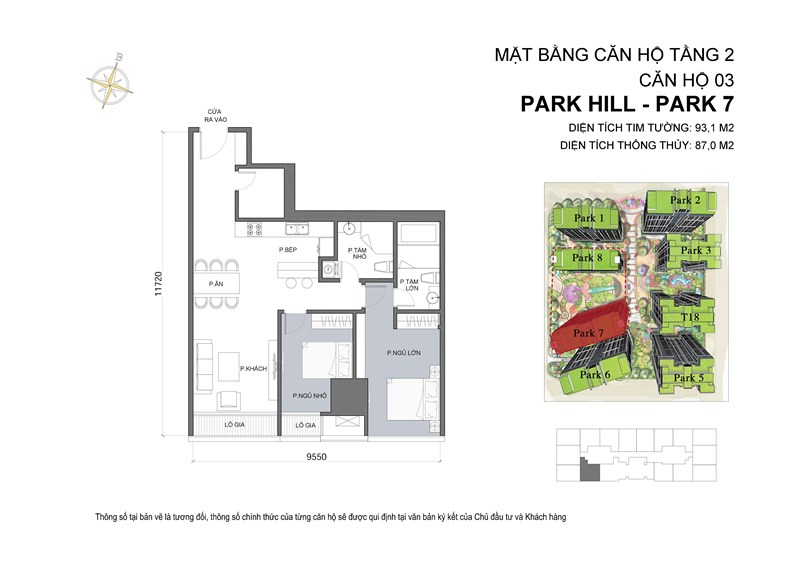 MẶT BẰNG CĂN HỘ TẦNG 2
CĂN HỘ 03
PARK HILL - PARK 7
DIỆN TÍCH TIM TƯỜNG: 93,1 M2
DIỆN TÍCH THÔNG THỦY: 87,0 M2
CỬA
RA VÀO
P.BẾP
P.TẮM
NHỎ
P.TẮM
LỚN
P.ĂN
P.KHÁCH
P.NGỦ NHỎ
P.NGỦ LỚN
LÔ GIA
LÔ GIA
11720
9550
Park 1
Park 2
Park 3
Park 8
T18
Park 7
Park 6
Park 5
Thông số tại bản vẽ là tương đối, thông số chính thức của từng căn hộ sẽ được qui định tại văn bản ký kết của Chủ đầu tư và Khách hàng